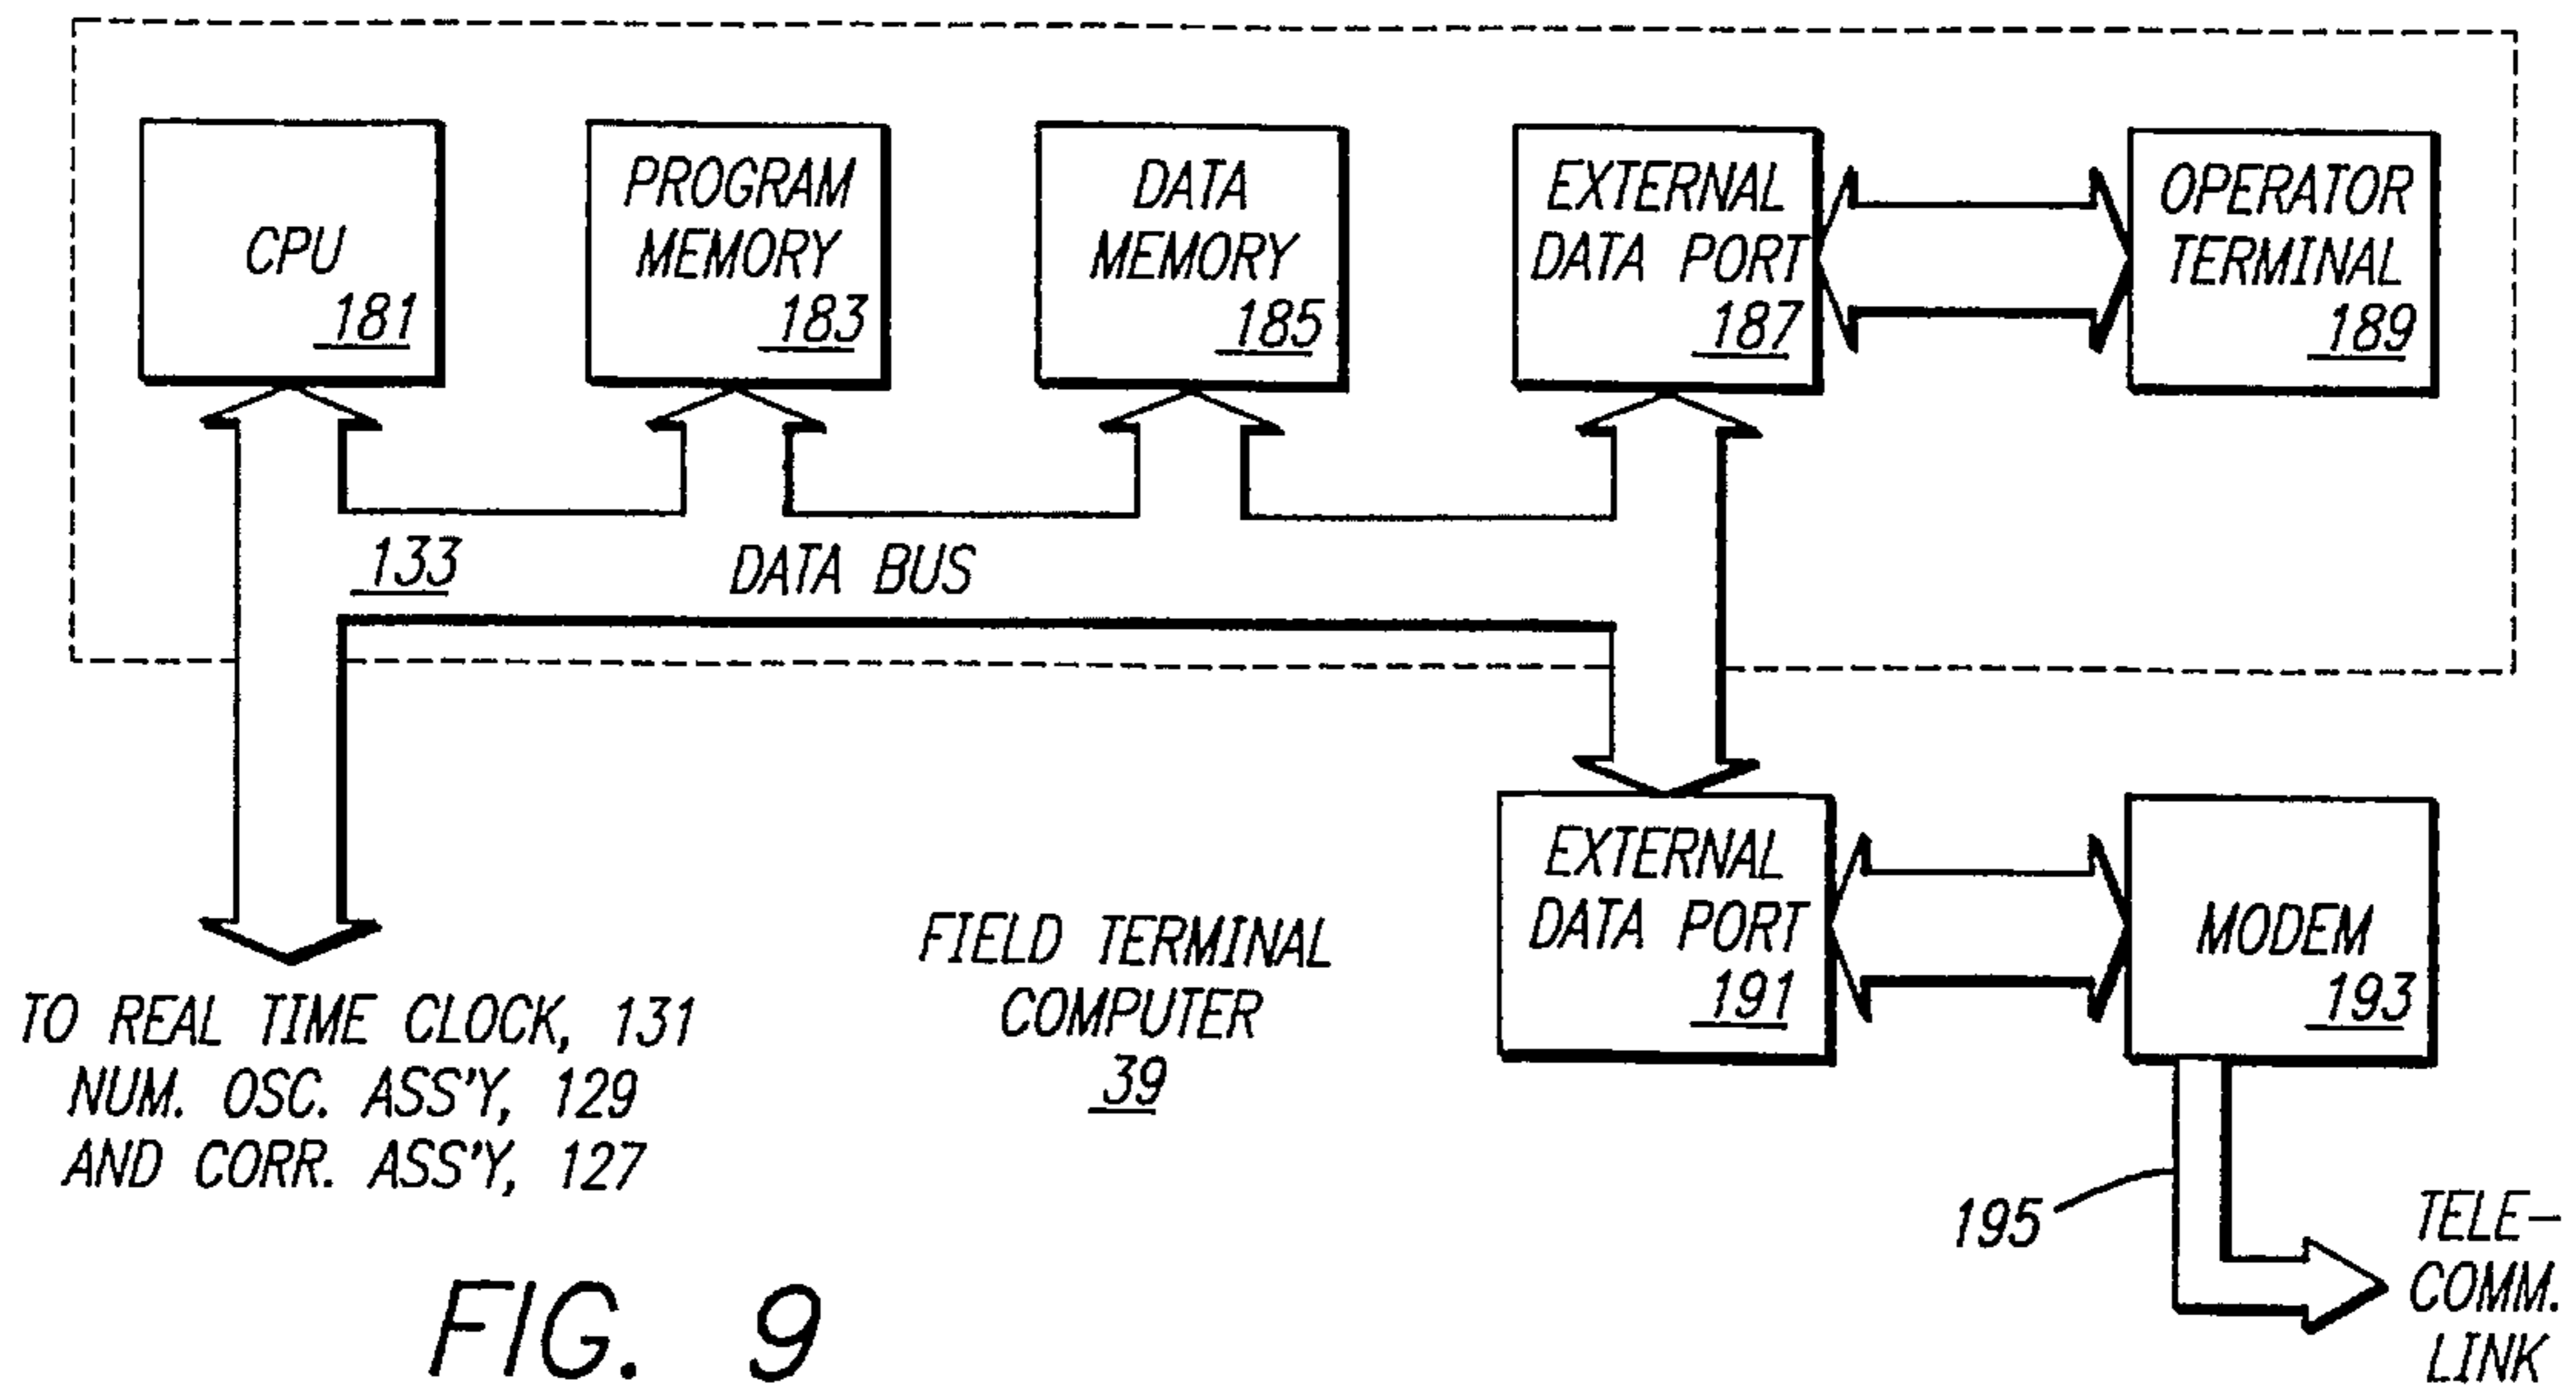 CPU
181
PROGRAM
MEMORY
183
DATA
MEMORY
185
EXTERNAL
DATA PORT
187
OPERATOR
TERMINAL
189
133
DATA BUS
EXTERNAL
DATA PORT
191
MODEM
193
FIELD TERMINAL
COMPUTER
39
TO REAL TIME CLOCK, 131
NUM. OSC. ASS'Y, 129
AND CORR. ASS'Y, 127
195
TELE-
COMM.
LINK
FIG. 9